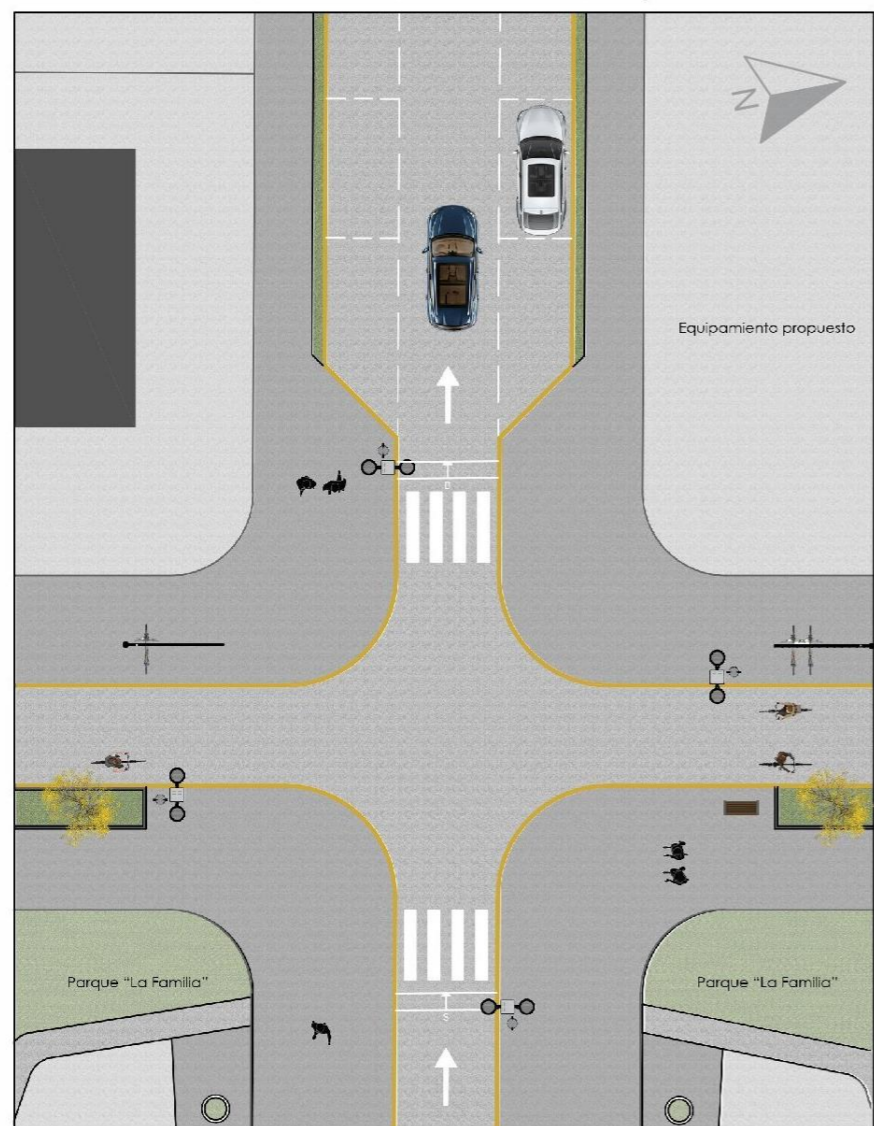 N
Equipamiento propuesto
B
Parque "La Familia"
Parque "La Familia"
S